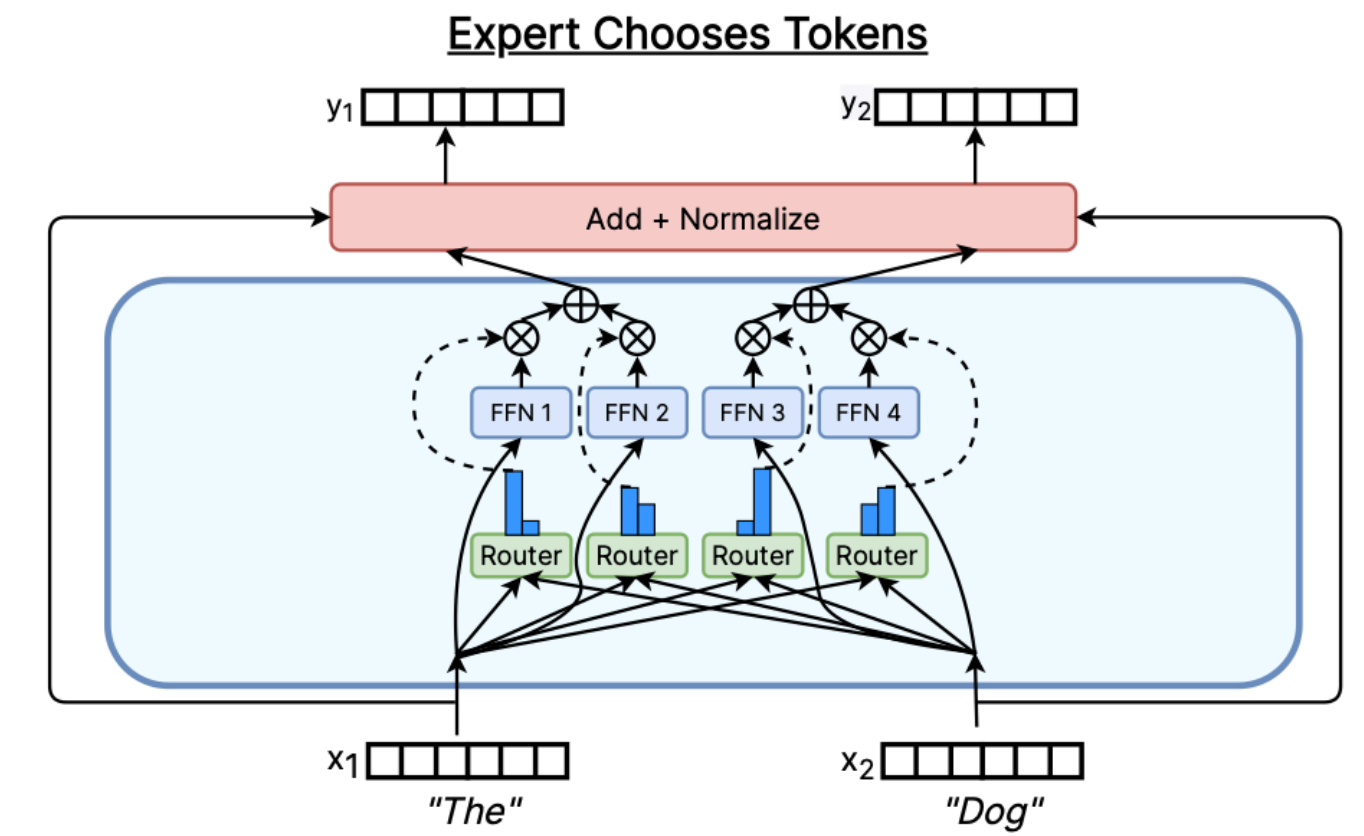 Expert Chooses Tokens
y1
y2
Add + Normalize
FFN 1 FFN 2 FFN 3 FFN 4
Router Router Router Router
x1
x2
"The"
"Dog"